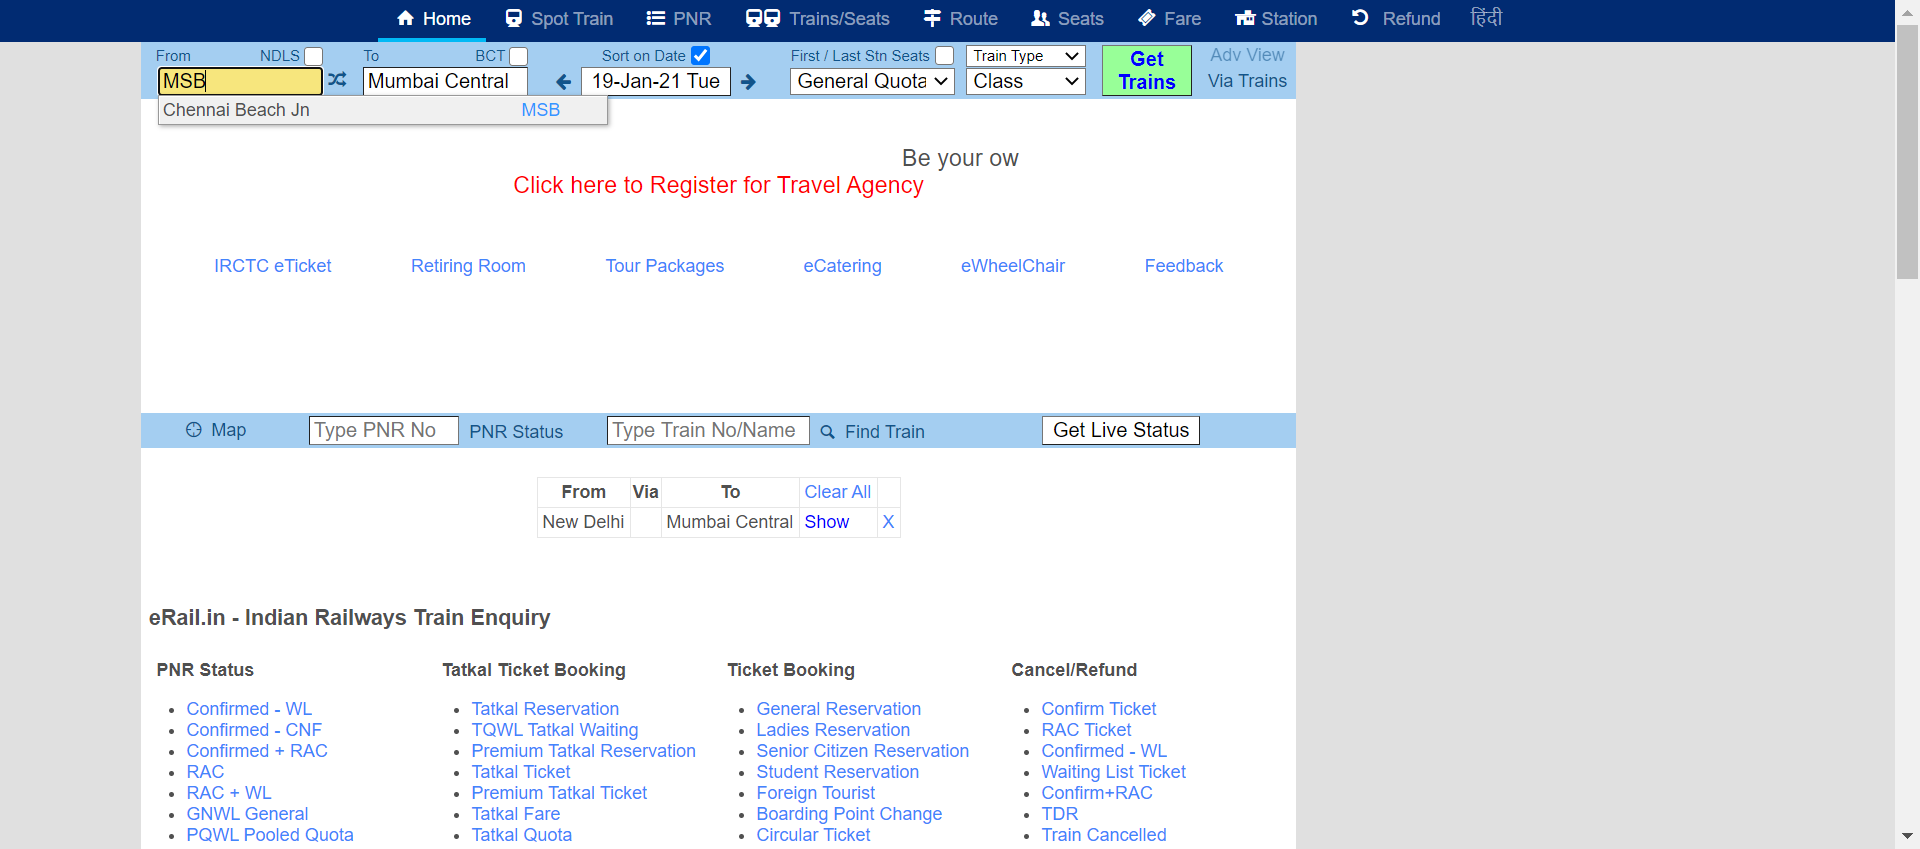 Home Spot Train PNR Trains/Seats Route Seats Fare Station Refund हिंदी
From NDLS To BCT Sort on Date First / Last Stn Seats Train Type Get Trains Adv View
MSB Mumbai Central 19-Jan-21 Tue General Quota Class Via Trains
Chennai Beach Jn MSB
Be your ow
Click here to Register for Travel Agency
IRCTC eTicket Retiring Room Tour Packages eCatering eWheelChair Feedback
Map Type PNR No PNR Status Type Train No/Name Find Train Get Live Status
From Via To Clear All
New Delhi Mumbai Central Show X
eRail.in - Indian Railways Train Enquiry
PNR Status
Confirmed - WL
Confirmed - CNF
Confirmed + RAC
RAC
RAC + WL
GNWL General
PQWL Pooled Quota
Tatkal Ticket Booking
Tatkal Reservation
TQWL Tatkal Waiting
Premium Tatkal Reservation
Tatkal Ticket
Premium Tatkal Ticket
Tatkal Fare
Tatkal Quota
Ticket Booking
General Reservation
Ladies Reservation
Senior Citizen Reservation
Student Reservation
Foreign Tourist
Boarding Point Change
Circular Ticket
Cancel/Refund
Confirm Ticket
RAC Ticket
Confirmed - WL
Waiting List Ticket
Confirm+RAC
TDR
Train Cancelled